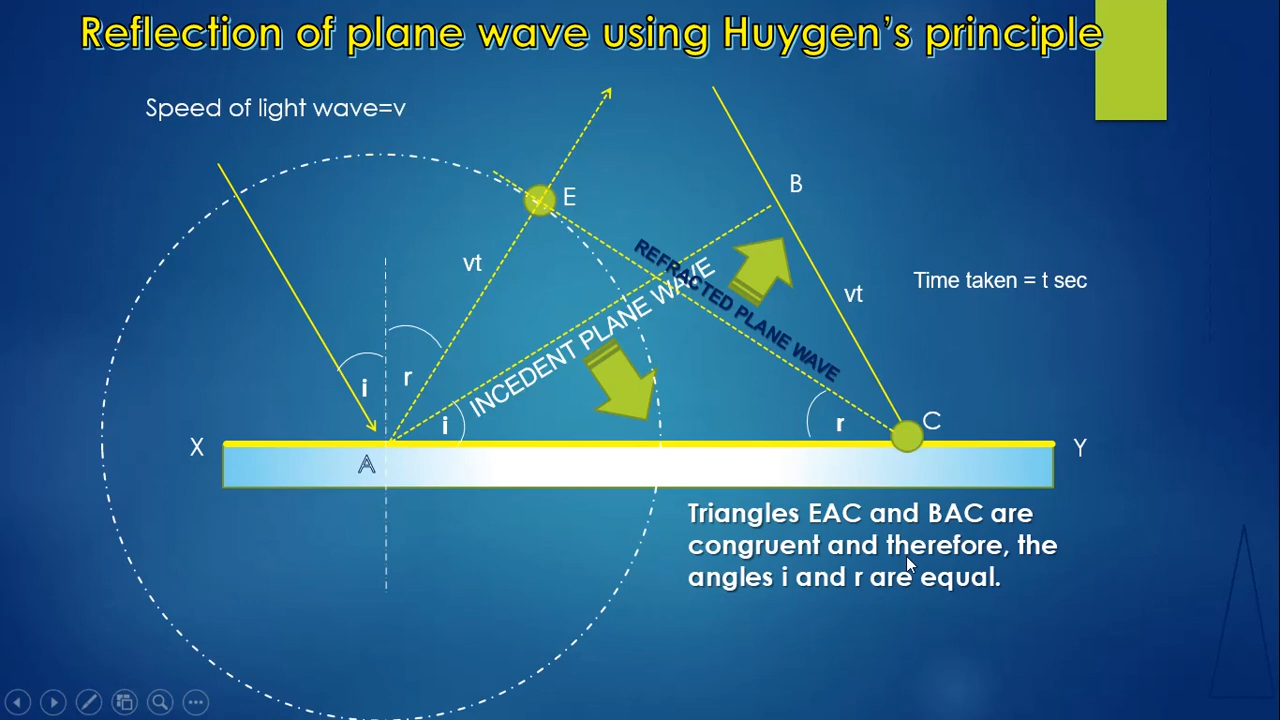 Reflection of plane wave using Huygen's principle
Speed of light wave=v
B
E
vt
REFRACTED PLANE WAVE
Time taken = t sec
vt
INCEDENT PLANE WAVE
i
r
i
r
C
X
A
Y
Triangles EAC and BAC are
congruent and therefore, the
angles i and r are equal.